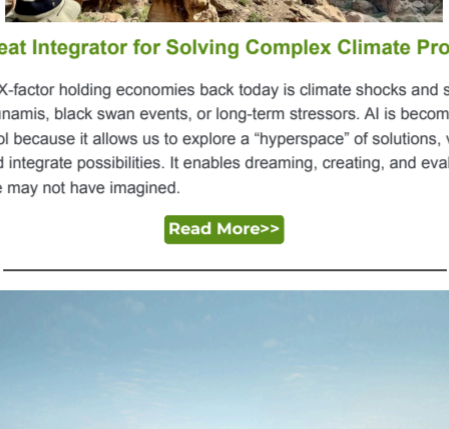 eat Integrator for Solving Complex Climate Pro
X-factor holding economies back today is climate shocks and s
unamis, black swan events, or long-term stressors. AI is becom
ol because it allows us to explore a “hyperspace” of solutions, v
d integrate possibilities. It enables dreaming, creating, and eval
e may not have imagined.
Read More>>